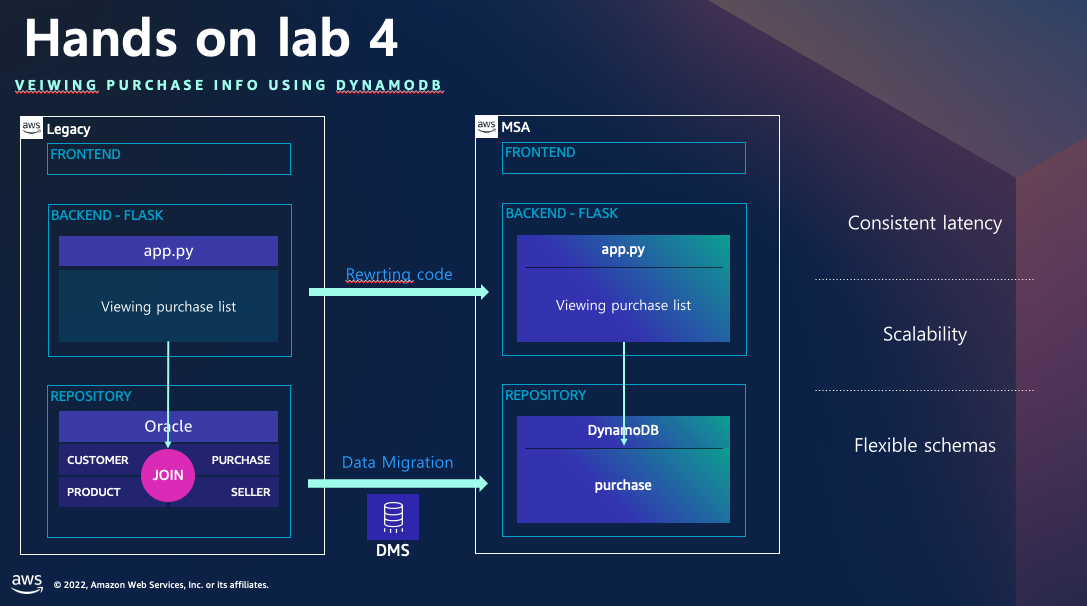 Hands on lab 4
VEIWING PURCHASE INFO USING DYNAMODB
aws Legacy
FRONTEND
BACKEND - FLASK
app.py
Viewing purchase list
REPOSITORY
Oracle
CUSTOMER
PURCHASE
JOIN
PRODUCT
SELLER
Rewrting code
Data Migration
DMS
aws MSA
FRONTEND
BACKEND - FLASK
app.py
Viewing purchase list
REPOSITORY
DynamoDB
purchase
Consistent latency
Scalability
Flexible schemas
aws © 2022, Amazon Web Services, Inc. or its affiliates.